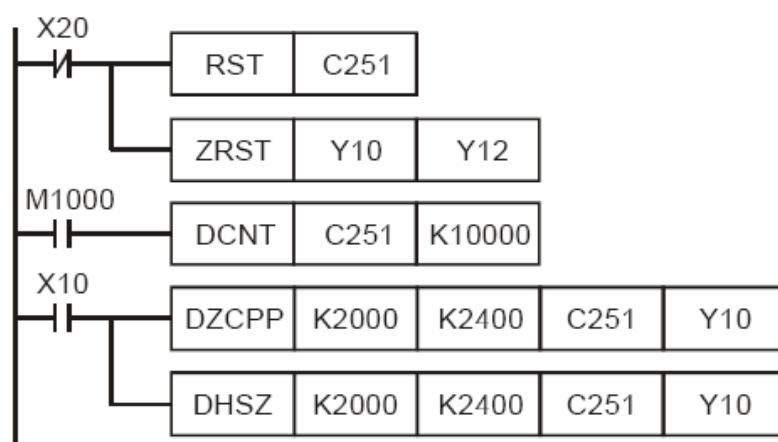 X20
RST C251
ZRST Y10 Y12
M1000
DCNT C251 K10000
X10
DZCPP K2000 K2400 C251 Y10
DHSZ K2000 K2400 C251 Y10